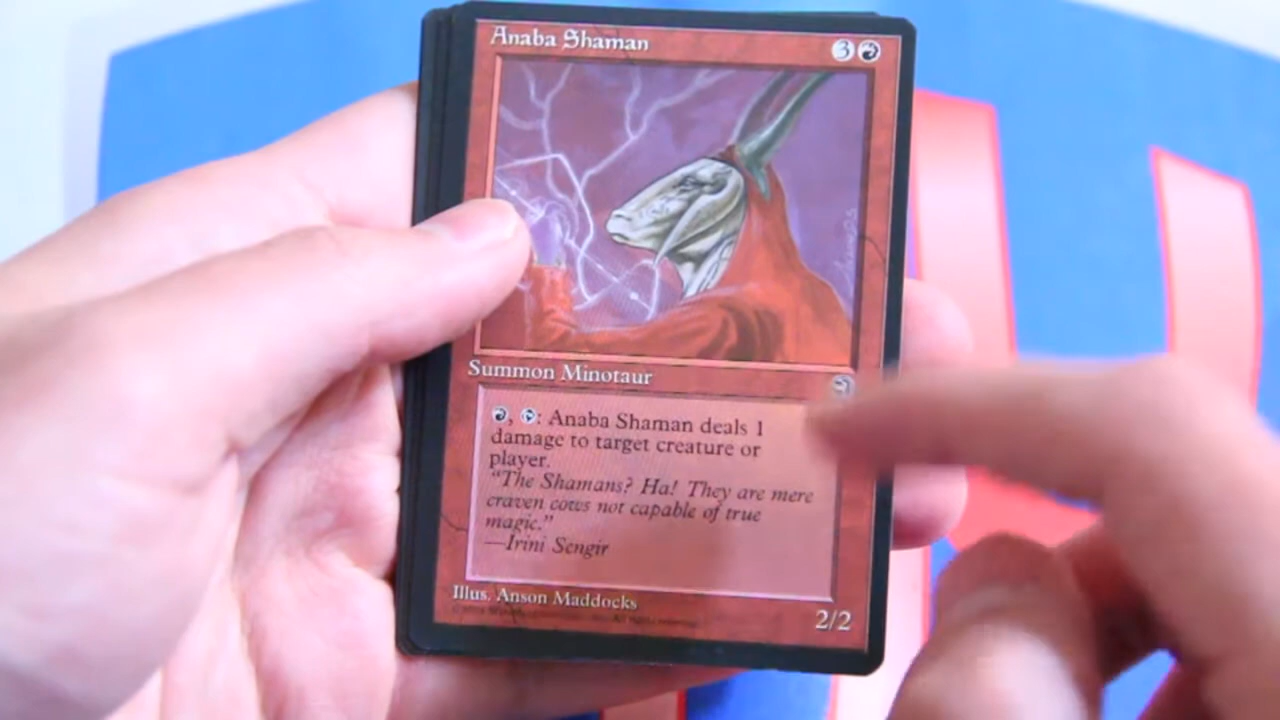 Anaba Shaman 3
Summon Minotaur
, : Anaba Shaman deals 1
damage to target creature or
player.
"The Shamans? Ha! They are mere
craven cows not capable of true
magic."
—Irini Sengir
Illus. Anson Maddocks
2/2